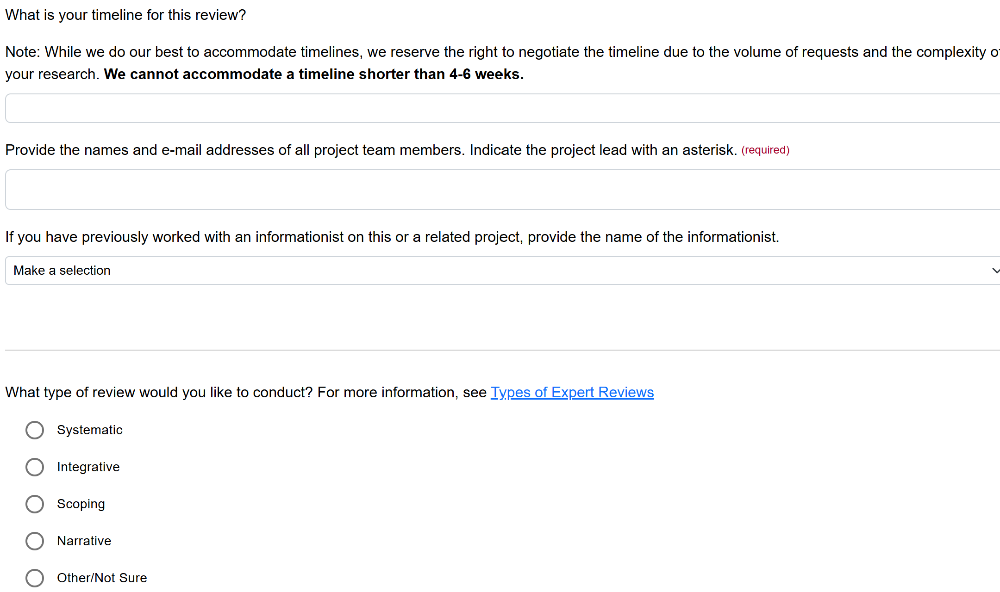 What is your timeline for this review?
Note: While we do our best to accommodate timelines, we reserve the right to negotiate the timeline due to the volume of requests and the complexity of
your research. We cannot accommodate a timeline shorter than 4-6 weeks.
Provide the names and e-mail addresses of all project team members. Indicate the project lead with an asterisk. (required)
If you have previously worked with an informationist on this or a related project, provide the name of the informationist.
Make a selection
What type of review would you like to conduct? For more information, see Types of Expert Reviews
Systematic
Integrative
Scoping
Narrative
Other/Not Sure